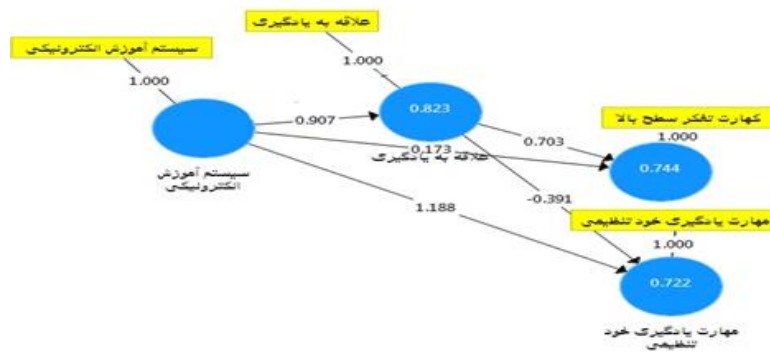 علاقه به یادگیری
سیستم آموزش الکترونیکی
1.000
1.000
0.823
0.907
کهارت تفکر سطح بالا
0.703
1.000
0.173
علاقه به یادگیری
0.744
سیستم آموزش
الکترونیکی
-0.391
1.188
مهارت یادگیری خود تنظیمی
1.000
0.722
مهارت یادگیری خود
تنظیمی